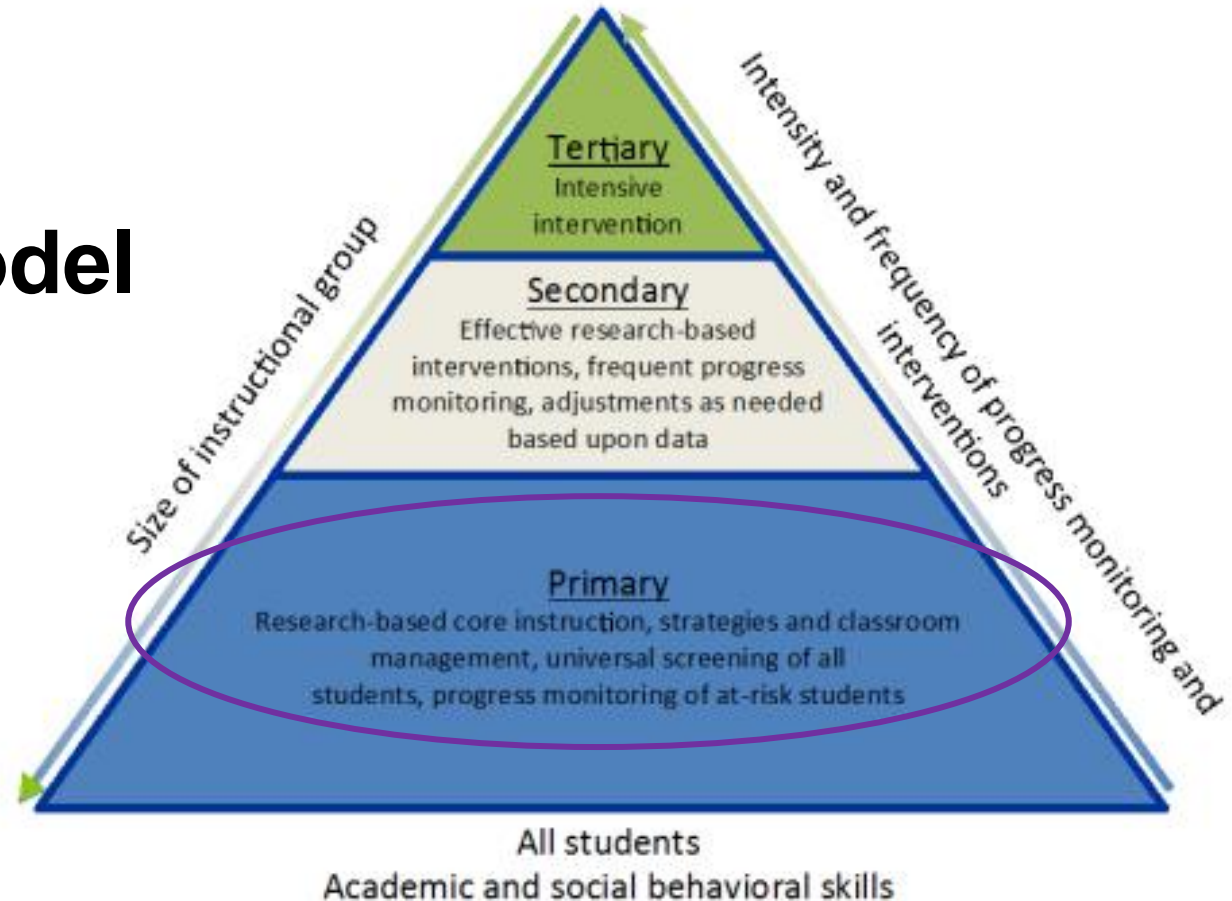 odel
Size of instructional group
Intensity and frequency of progress monitoring and
interventions
Tertiary
Intensive
intervention
Secondary
Effective research-based
interventions, frequent progress
monitoring, adjustments as needed
based upon data
Primary
Research-based core instruction, strategies and classroom
management, universal screening of all
students, progress monitoring of at-risk students
All students
Academic and social behavioral skills